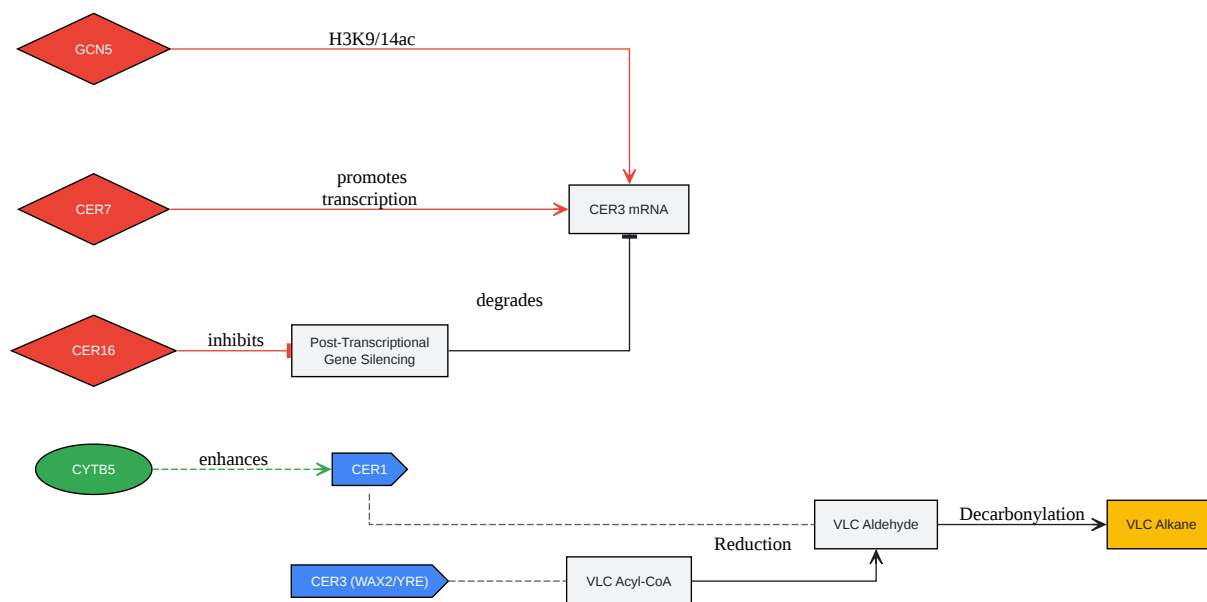 GCN5
H3K9/14ac
CER7
promotes
transcription
CER3 mRNA
degrades
CER16
inhibits
Post-Transcriptional
Gene Silencing
CYTB5
enhances
CER1
VLC Aldehyde
Decarbonylation
VLC Alkane
Reduction
CER3 (WAX2/YRE)
VLC Acyl-CoA